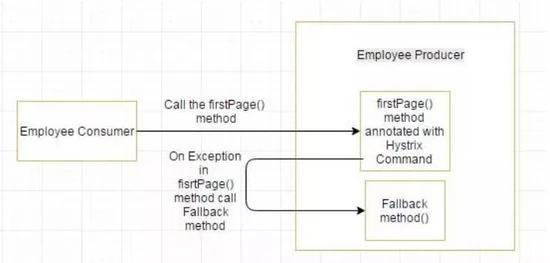 Employee Producer
Employee Consumer
Call the firstPage()
method
firstPage()
method
annotated with
Hystrix
Command
On Exception
in
fisrtPage()
method call
Fallback
method
Fallback
method()